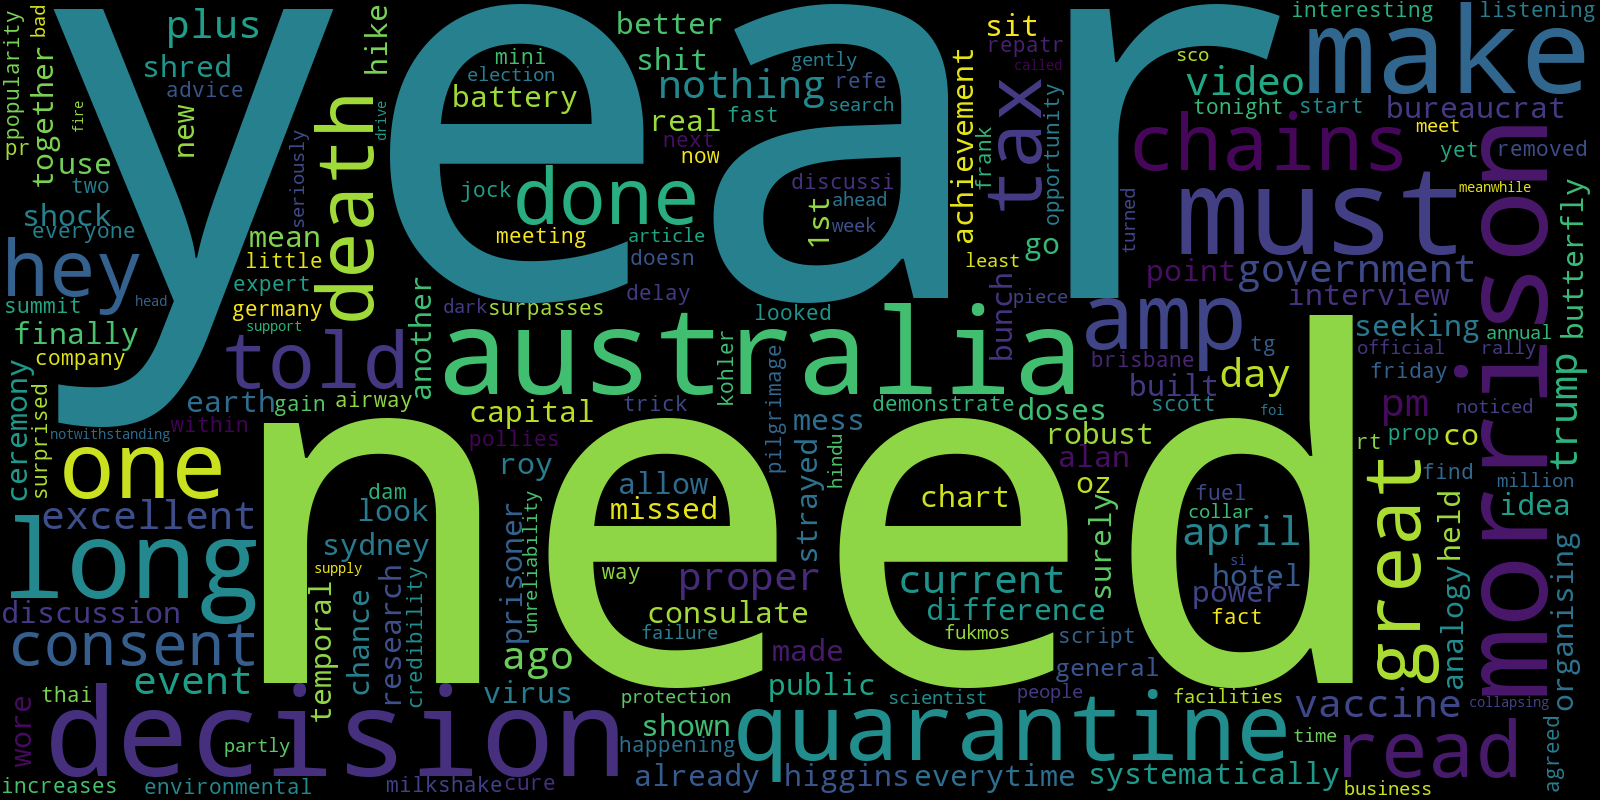 year
need
australia
morrison
decision
quarantine
must
make
long
one
hey
told
death
done
tax
amp
chains
read
great
consent
plus
shred
advice
new
hike
together
bad
popularity
pr
use
two
fire
shock
everyone
seriously
drive
mean
little
expert
germany
support
summit
head
finally
company
ceremony
surprised
notwithstanding
earth
within
gain
airway
another
better
mini
shit
election
battery
nothing
gently
refe
search
real
fast
next
now
jock
meeting
article
doesn
delay
discussi
ahead
1st
week
dark
surpasses
looked
kohler
sit
repatr
called
achievement
frank
opportunity
go
least
bunch
piece
turned
interesting
listening
sco
video
tonight
start
bureaucrat
meet
yet
removed
meanwhile
butterfly
point
government
interview
tg
brisbane
built
day
scott
foi
seeking
annual
official
rally
friday
pm
noticed
trump
rt
prop
co
find
million
idea
capital
pollies
trick
pilgrimage
mess
demonstrate
doses
robust
alan
oz
roy
allow
missed
strayed
hindu
chart
surely
fuel
collar
april
si
hotel
power
fact
excellent
dam
look
sydney
supply
prisoner
unreliability
way
proper
current
difference
consulate
failure
fukmos
script
general
held
analogy
organising
discussion
event
temporal
chance
research
credibility
ago
made
public
virus
protection
scientist
people
facilities
vaccine
collapsing
thai
wore
partly
shown
happening
time
agreed
increases
environmental
milkshake
cure
already
higgins
everytime
systematically
business